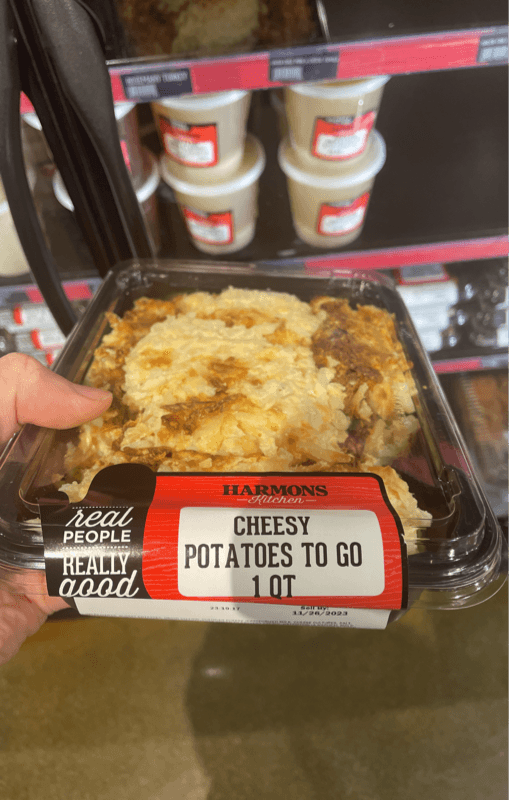 real
PEOPLE
REALLY
good
HARMONS
Kitchen
CHEESY
POTATOES TO GO
1 QT
Sell By:
11/26/2023